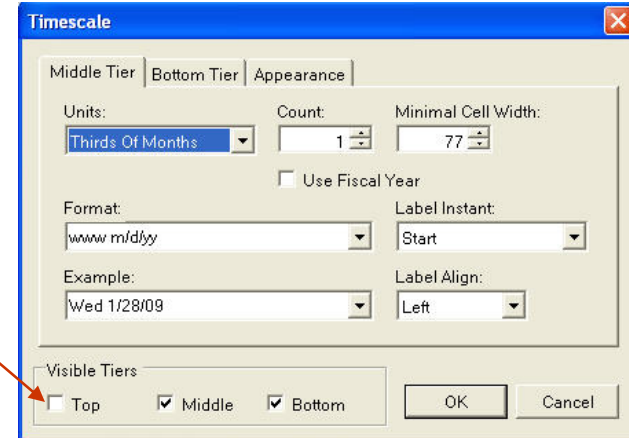 Timescale
Middle Tier Bottom Tier Appearance
Units: Count: Minimal Cell Width:
Thirds Of Months 1 77
Use Fiscal Year
Format: Label Instant:
www m/d/yy Start
Example: Label Align:
Wed 1/28/09 Left
Visible Tiers
Top Middle Bottom OK Cancel